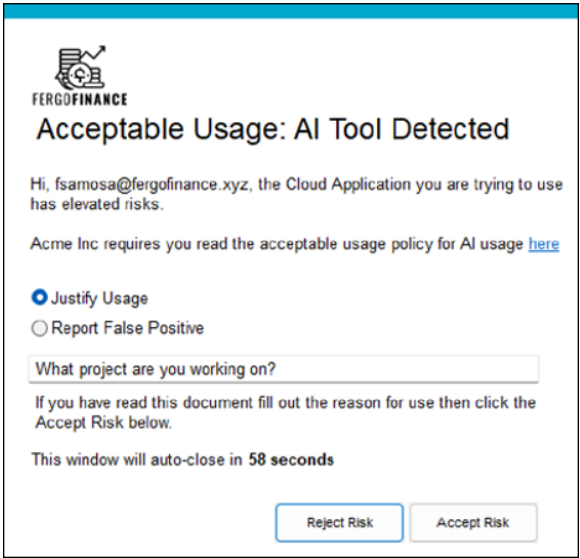 FERGOFINANCE
Acceptable Usage: AI Tool Detected
Hi, fsamosa@fergofinance.xyz, the Cloud Application you are trying to use
has elevated risks.
Acme Inc requires you read the acceptable usage policy for AI usage here
Justify Usage
Report False Positive
What project are you working on?
If you have read this document fill out the reason for use then click the
Accept Risk below.
This window will auto-close in 58 seconds
Reject Risk Accept Risk